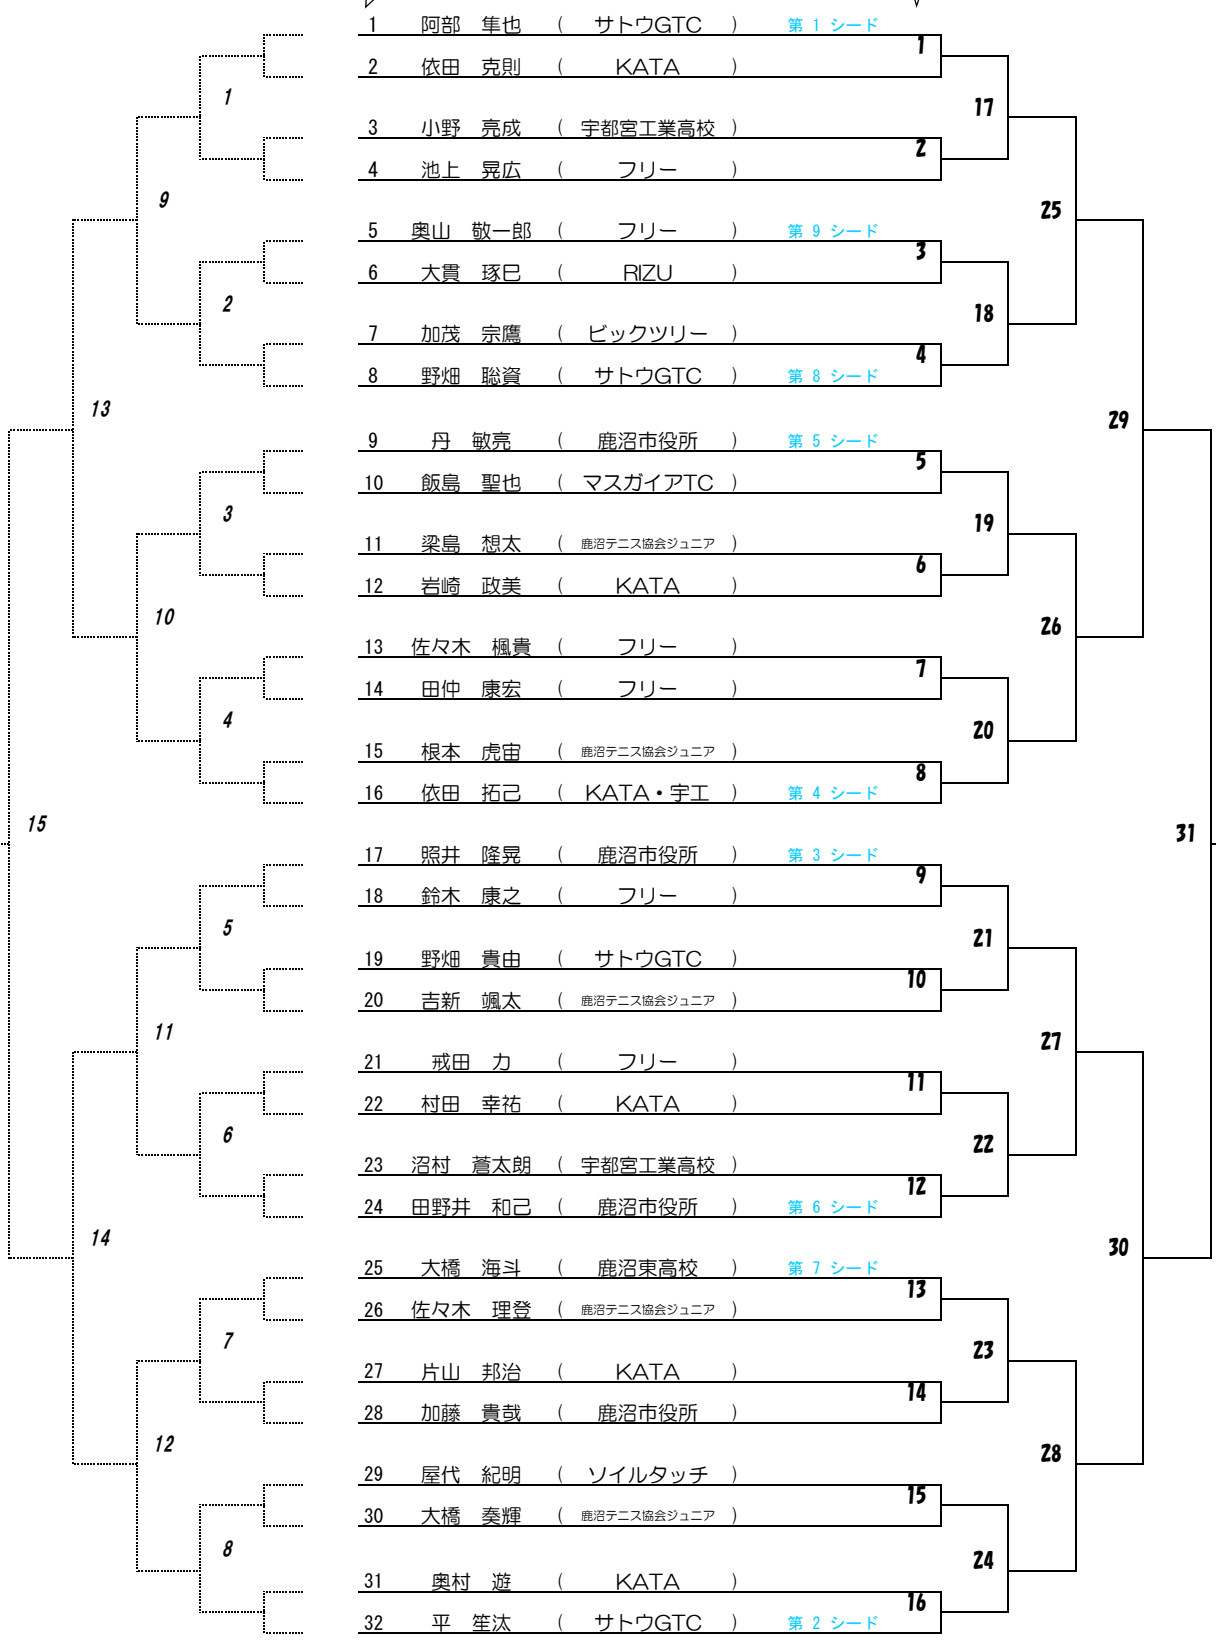 1 阿部 隼也 ( サトウGTC ) 第 1 シード
1
2 依田 克則 ( KATA )
1
17
3 小野 亮成 ( 宇都宮工業高校 )
2
4 池上 晃広 ( フリー )
9
25
5 奥山 敬一郎 ( フリー ) 第 9 シード
3
6 大貫 琢巳 ( RIZU )
2
18
7 加茂 宗鷹 ( ビックツリー )
4
8 野畑 聡資 ( サトウGTC ) 第 8 シード
13
29
9 丹 敏亮 ( 鹿沼市役所 ) 第 5 シード
5
10 飯島 聖也 ( マスガイアTC )
3
19
11 梁島 想太 ( 鹿沼テニス協会ジュニア )
6
12 岩崎 政美 ( KATA )
10
26
13 佐々木 楓貴 ( フリー )
7
14 田仲 康宏 ( フリー )
4
20
15 根本 虎宙 ( 鹿沼テニス協会ジュニア )
8
16 依田 拓己 ( KATA・宇工 ) 第 4 シード
15
31
17 照井 隆晃 ( 鹿沼市役所 ) 第 3 シード
9
18 鈴木 康之 ( フリー )
5
21
19 野畑 貴由 ( サトウGTC )
10
20 吉新 颯太 ( 鹿沼テニス協会ジュニア )
11
27
21 戒田 力 ( フリー )
11
22 村田 幸祐 ( KATA )
6
22
23 沼村 蒼太朗 ( 宇都宮工業高校 )
12
24 田野井 和己 ( 鹿沼市役所 ) 第 6 シード
14
30
25 大橋 海斗 ( 鹿沼東高校 ) 第 7 シード
13
26 佐々木 理登 ( 鹿沼テニス協会ジュニア )
7
23
27 片山 邦治 ( KATA )
14
28 加藤 貴哉 ( 鹿沼市役所 )
12
28
29 屋代 紀明 ( ソイルタッチ )
15
30 大橋 奏輝 ( 鹿沼テニス協会ジュニア )
8
24
31 奥村 遊 ( KATA )
16
32 平 笙汰 ( サトウGTC ) 第 2 シード